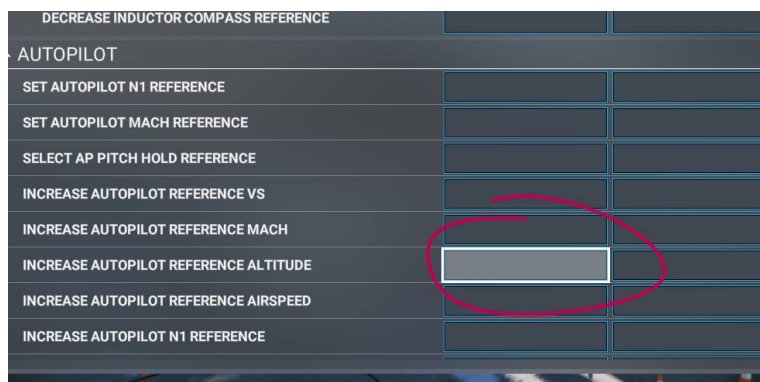 DECREASE INDUCTOR COMPASS REFERENCE
AUTOPILOT
SET AUTOPILOT N1 REFERENCE
SET AUTOPILOT MACH REFERENCE
SELECT AP PITCH HOLD REFERENCE
INCREASE AUTOPILOT REFERENCE VS
INCREASE AUTOPILOT REFERENCE MACH
INCREASE AUTOPILOT REFERENCE ALTITUDE
INCREASE AUTOPILOT REFERENCE AIRSPEED
INCREASE AUTOPILOT N1 REFERENCE